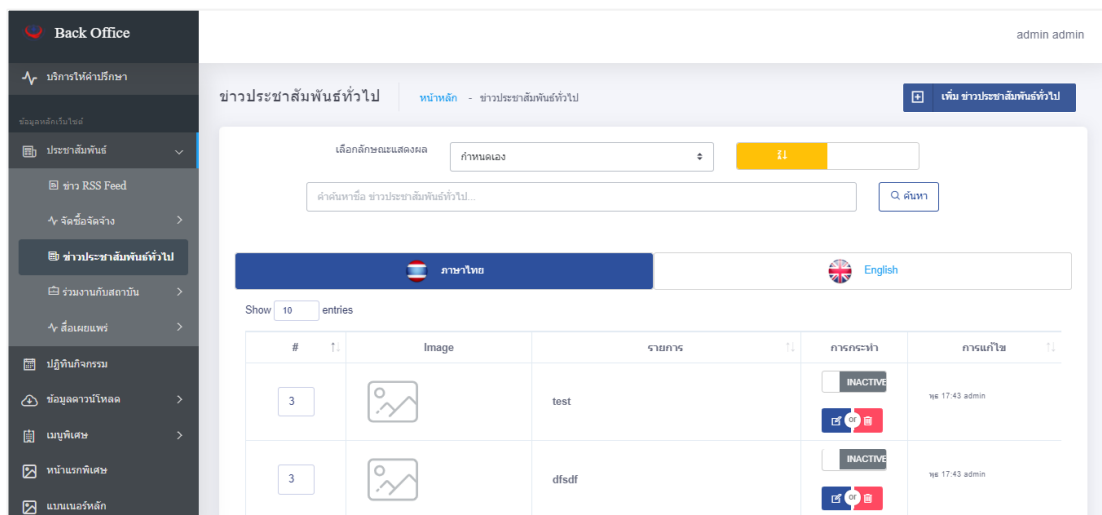 Back Office
admin admin
บริการให้คำปรึกษา
ข้อมูลหลักเว็บไซต์
ประชาสัมพันธ์
ข่าว RSS Feed
จัดซื้อจัดจ้าง
ข่าวประชาสัมพันธ์ทั่วไป
ร่วมงานกับสถาบัน
สื่อเผยแพร่
ปฏิทินกิจกรรม
ข้อมูลดาวน์โหลด
เมนูพิเศษ
หน้าแรกพิเศษ
แบนเนอร์หลัก
ข่าวประชาสัมพันธ์ทั่วไป
หน้าหลัก - ข่าวประชาสัมพันธ์ทั่วไป
เพิ่ม ข่าวประชาสัมพันธ์ทั่วไป
เลือกลักษณะแสดงผล
กำหนดเอง
คำค้นหาชื่อ ข่าวประชาสัมพันธ์ทั่วไป...
ค้นหา
ภาษาไทย
English
Show 10 entries
# Image รายการ การกระทำ การแก้ไข
3 test INACTIVE พุธ 17:43 admin
or
3 dfsdf INACTIVE พุธ 17:43 admin
or